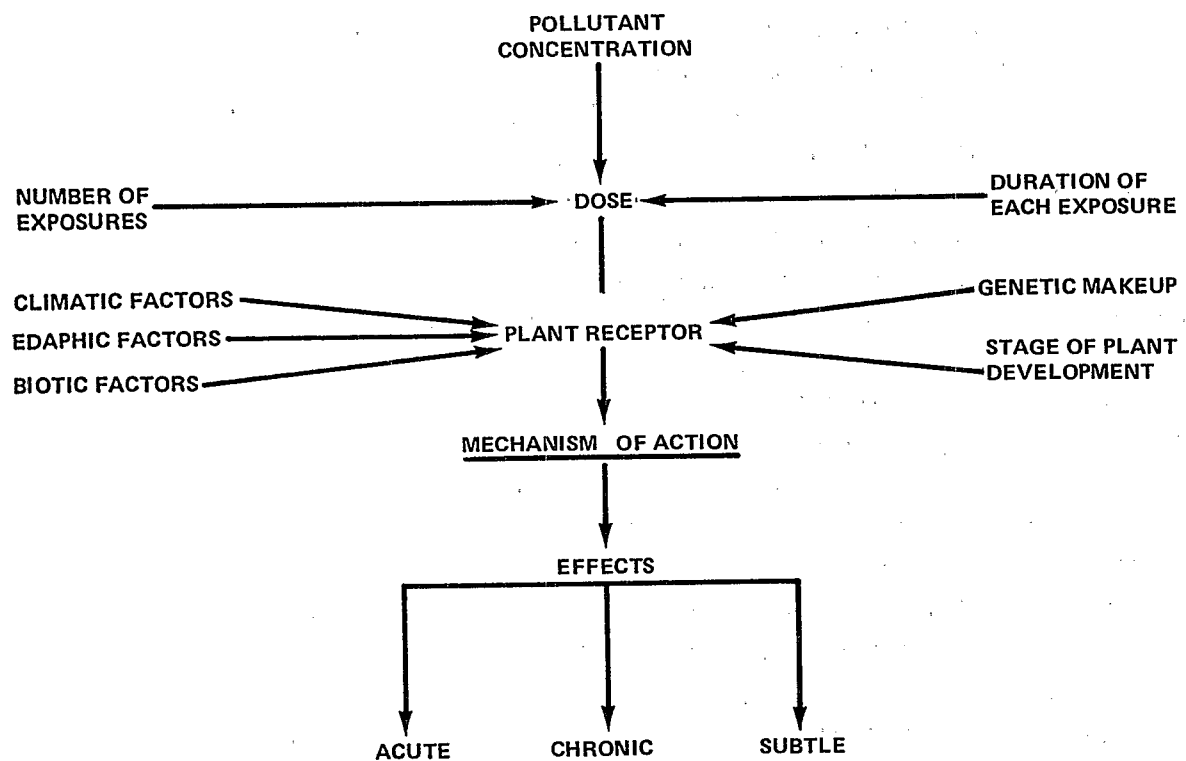 POLLUTANT
CONCENTRATION
NUMBER OF
EXPOSURES
DOSE
DURATION OF
EACH EXPOSURE
CLIMATIC FACTORS
EDAPHIC FACTORS
BIOTIC FACTORS
PLANT RECEPTOR
GENETIC MAKEUP
STAGE OF PLANT
DEVELOPMENT
MECHANISM OF ACTION
EFFECTS
ACUTE
CHRONIC
SUBTLE